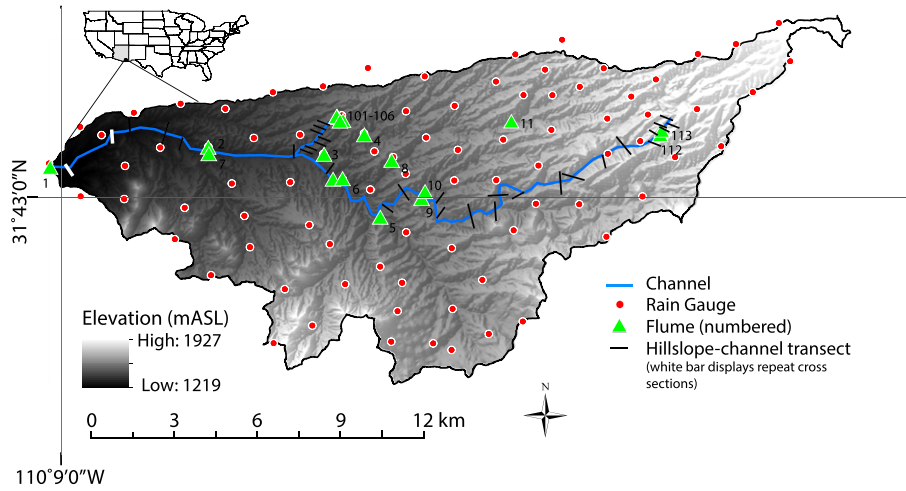 101-106
11
113
112
2
3
4
8
1
7
6
10
9
5
31°43′0″N
Channel
Rain Gauge
Flume (numbered)
Hillslope-channel transect
(white bar displays repeat cross
sections)
Elevation (mASL)
High: 1927
Low: 1219
N
0 3 6 9 12 km
110°9′0″W